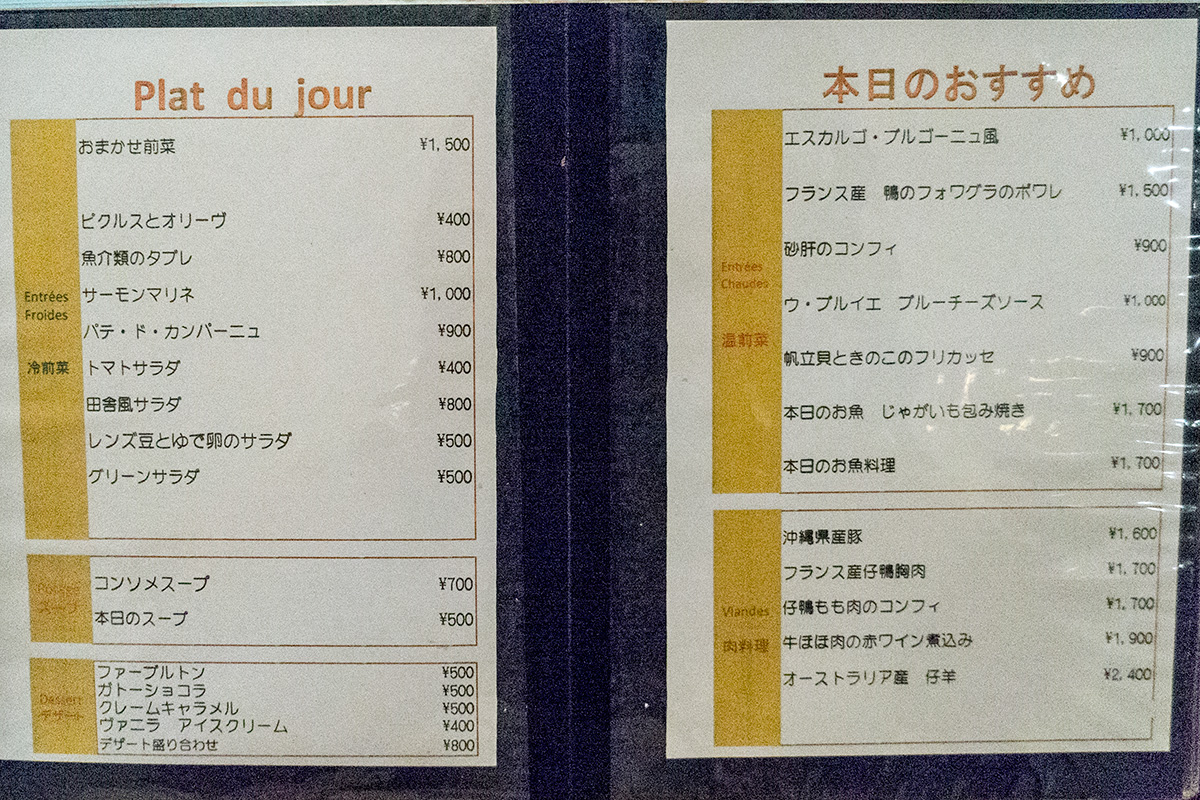 Plat du jour
Entrées
Froides
冷前菜
おまかせ前菜 ¥1,500
ピクルスとオリーヴ ¥400
魚介類のタブレ ¥800
サーモンマリネ ¥1,000
パテ・ド・カンパーニュ ¥900
トマトサラダ ¥400
田舎風サラダ ¥800
レンズ豆とゆで卵のサラダ ¥500
グリーンサラダ ¥500
スープ
コンソメスープ ¥700
本日のスープ ¥500
Dessert
デザート
ファーブルトン ¥500
ガトーショコラ ¥500
クレームキャラメル ¥500
ヴァニラ アイスクリーム ¥400
デザート盛り合わせ ¥800
本日のおすすめ
Entrées
Chaudes
温前菜
エスカルゴ・ブルゴーニュ風 ¥1,000
フランス産 鴨のフォワグラのポワレ ¥1,500
砂肝のコンフィ ¥900
ウ・ブルイエ ブルーチーズソース ¥1,000
帆立貝ときのこのフリカッセ ¥900
本日のお魚 じゃがいも包み焼き ¥1,700
本日のお魚料理 ¥1,700
Viandes
肉料理
沖縄県産豚 ¥1,600
フランス産仔鴨胸肉 ¥1,700
仔鴨もも肉のコンフィ ¥1,700
牛ほほ肉の赤ワイン煮込み ¥1,900
オーストラリア産 仔羊 ¥2,400